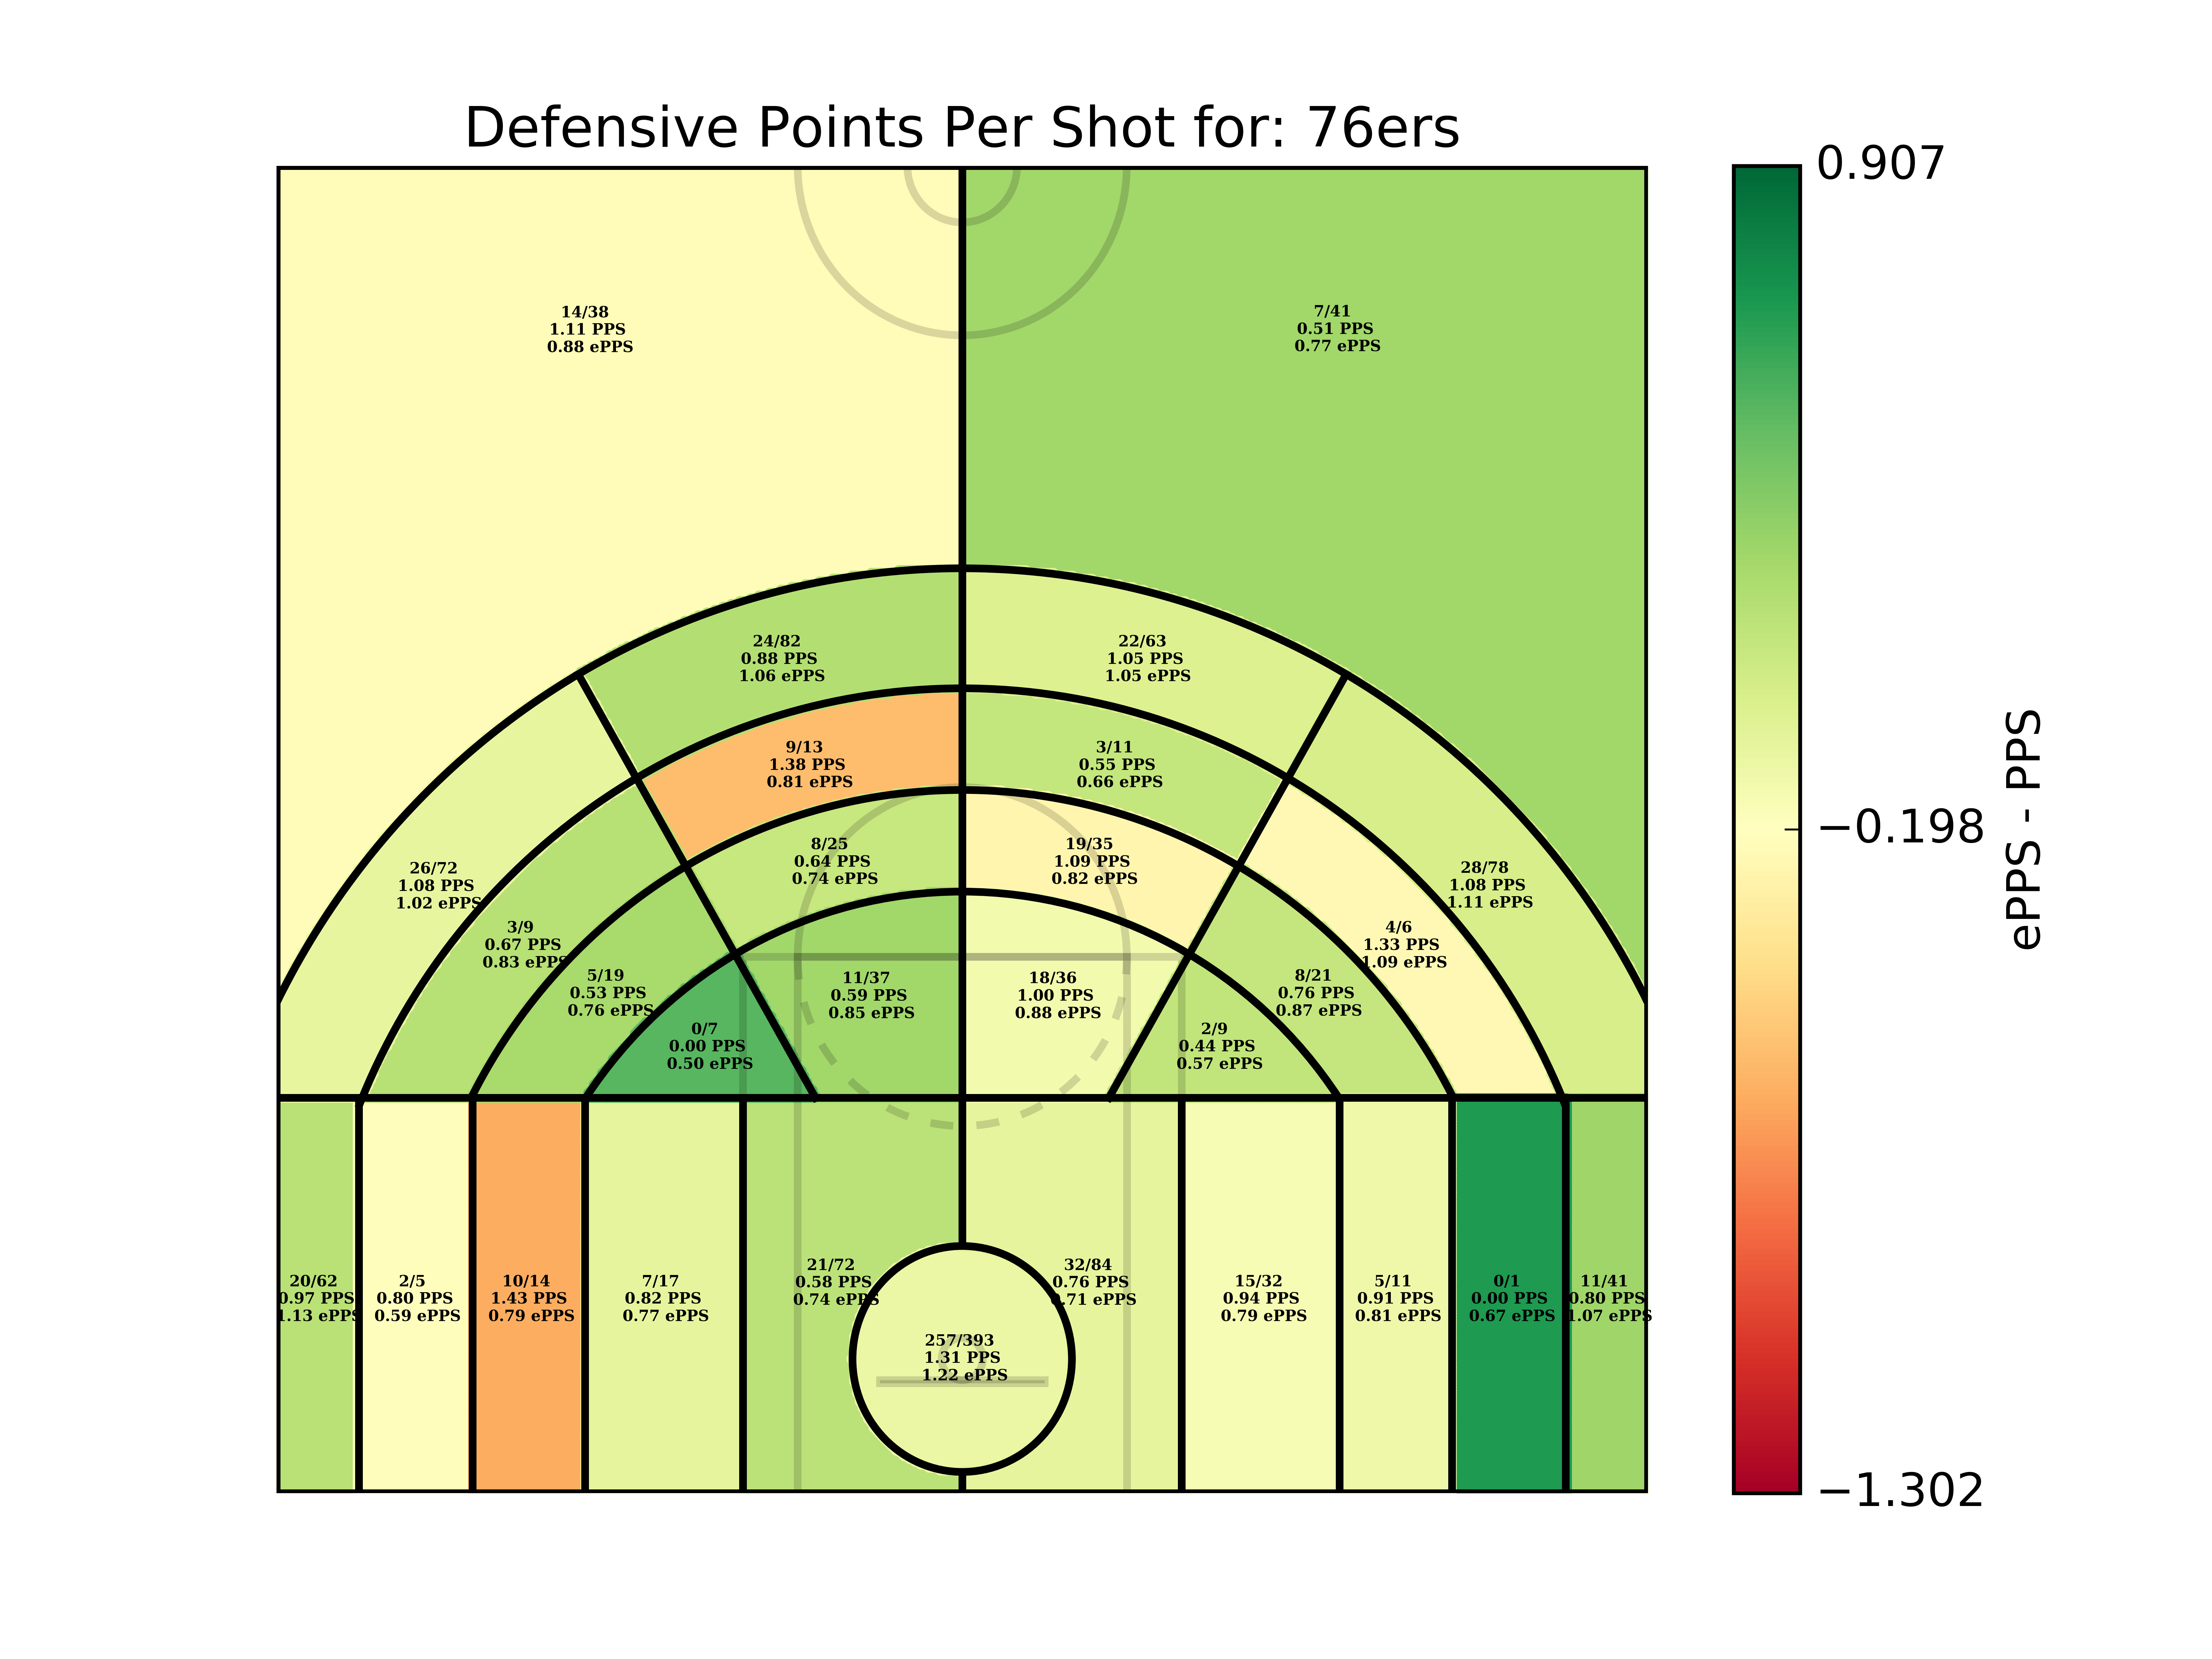 Defensive Points Per Shot for: 76ers
14/38
1.11 PPS
0.88 ePPS
7/41
0.51 PPS
0.77 ePPS
24/82
0.88 PPS
1.06 ePPS
22/63
1.05 PPS
1.05 ePPS
9/13
1.38 PPS
0.81 ePPS
3/11
0.55 PPS
0.66 ePPS
8/25
0.64 PPS
0.74 ePPS
19/35
1.09 PPS
0.82 ePPS
26/72
1.08 PPS
1.02 ePPS
28/78
1.08 PPS
1.11 ePPS
3/9
0.67 PPS
0.83 ePPS
4/6
1.33 PPS
1.09 ePPS
5/19
0.53 PPS
0.76 ePPS
11/37
0.59 PPS
0.85 ePPS
18/36
1.00 PPS
0.88 ePPS
8/21
0.76 PPS
0.87 ePPS
0/7
0.00 PPS
0.50 ePPS
2/9
0.44 PPS
0.57 ePPS
20/62
0.97 PPS
1.13 ePPS
2/5
0.80 PPS
0.59 ePPS
10/14
1.43 PPS
0.79 ePPS
7/17
0.82 PPS
0.77 ePPS
21/72
0.58 PPS
0.74 ePPS
32/84
0.76 PPS
0.71 ePPS
15/32
0.94 PPS
0.79 ePPS
5/11
0.91 PPS
0.81 ePPS
0/1
0.00 PPS
0.67 ePPS
11/41
0.80 PPS
1.07 ePPS
257/393
1.31 PPS
1.22 ePPS
0.907
−0.198
−1.302
ePPS - PPS